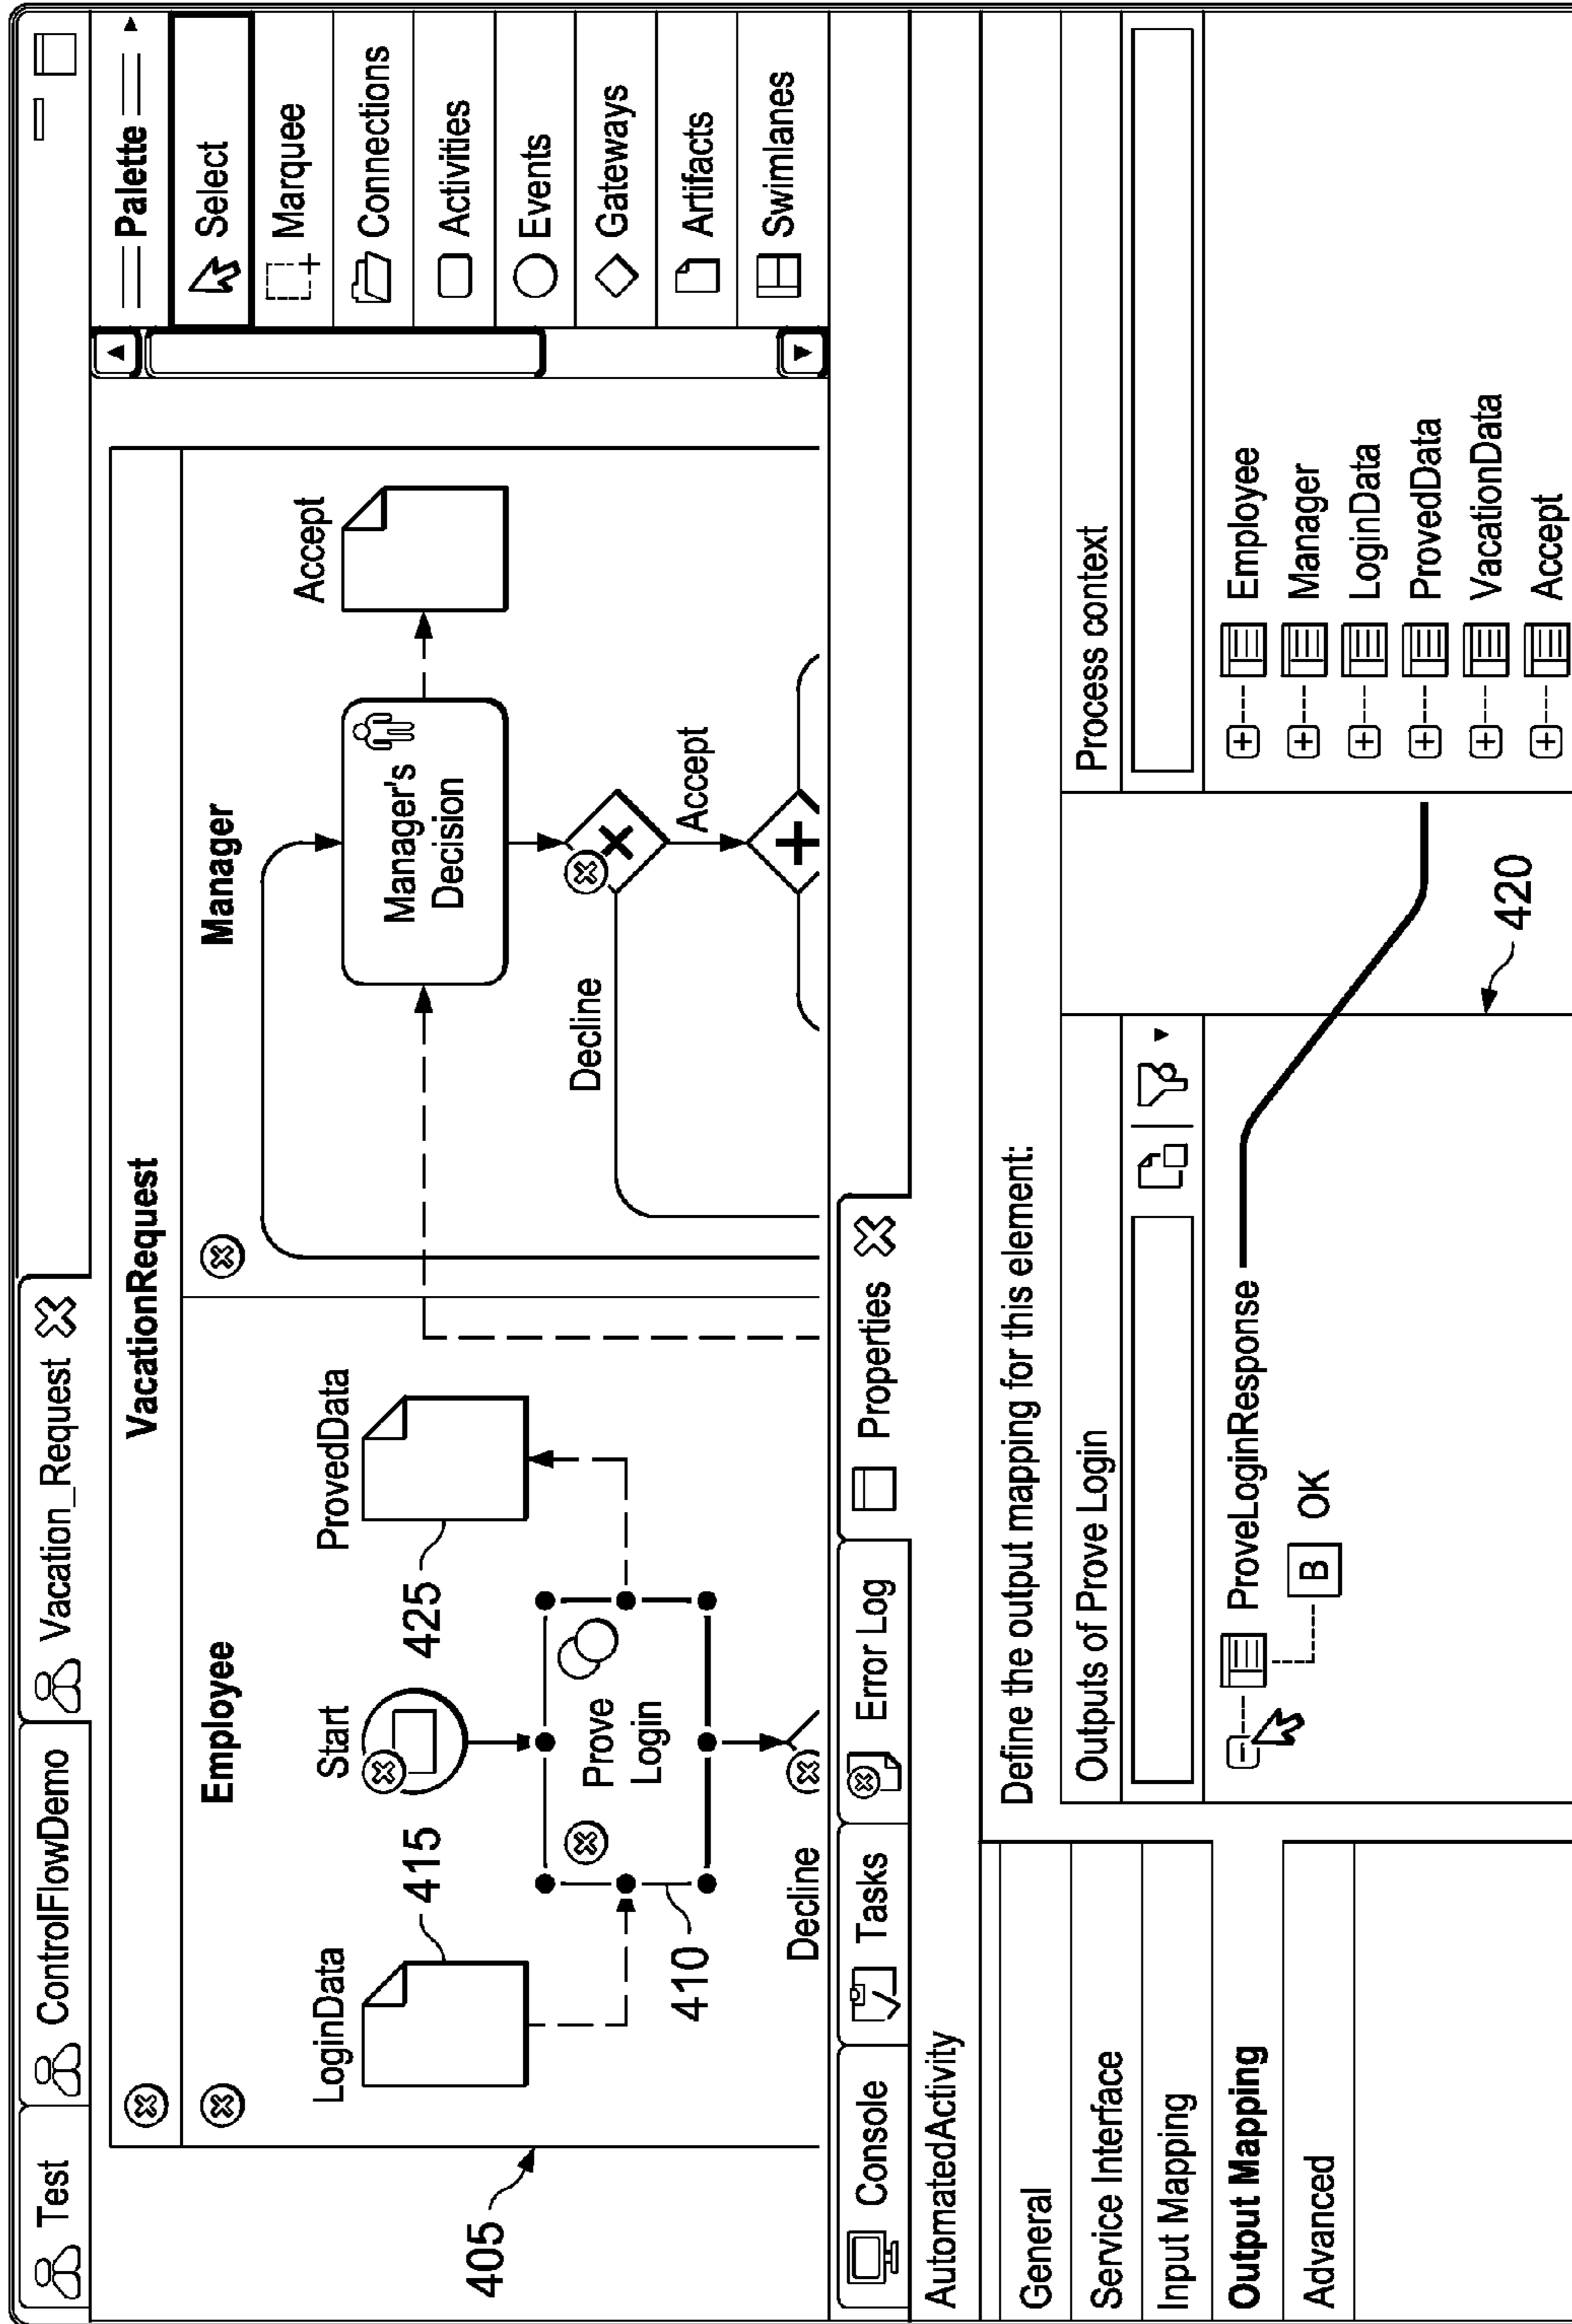 Test
ControlFlowDemo
Vacation_Request
VacationRequest
Employee
Manager
LoginData
415
Start
425
ProvedData
Prove
Login
410
Decline
405
Manager's
Decision
Accept
Decline
Accept
Palette
Select
Marquee
Connections
Activities
Events
Gateways
Artifacts
Swimlanes
Console
Tasks
Error Log
Properties
AutomatedActivity
General
Service Interface
Input Mapping
Output Mapping
Advanced
Define the output mapping for this element:
Outputs of Prove Login
ProveLoginResponse
B OK
420
Process context
Employee
Manager
LoginData
ProvedData
VacationData
Accept